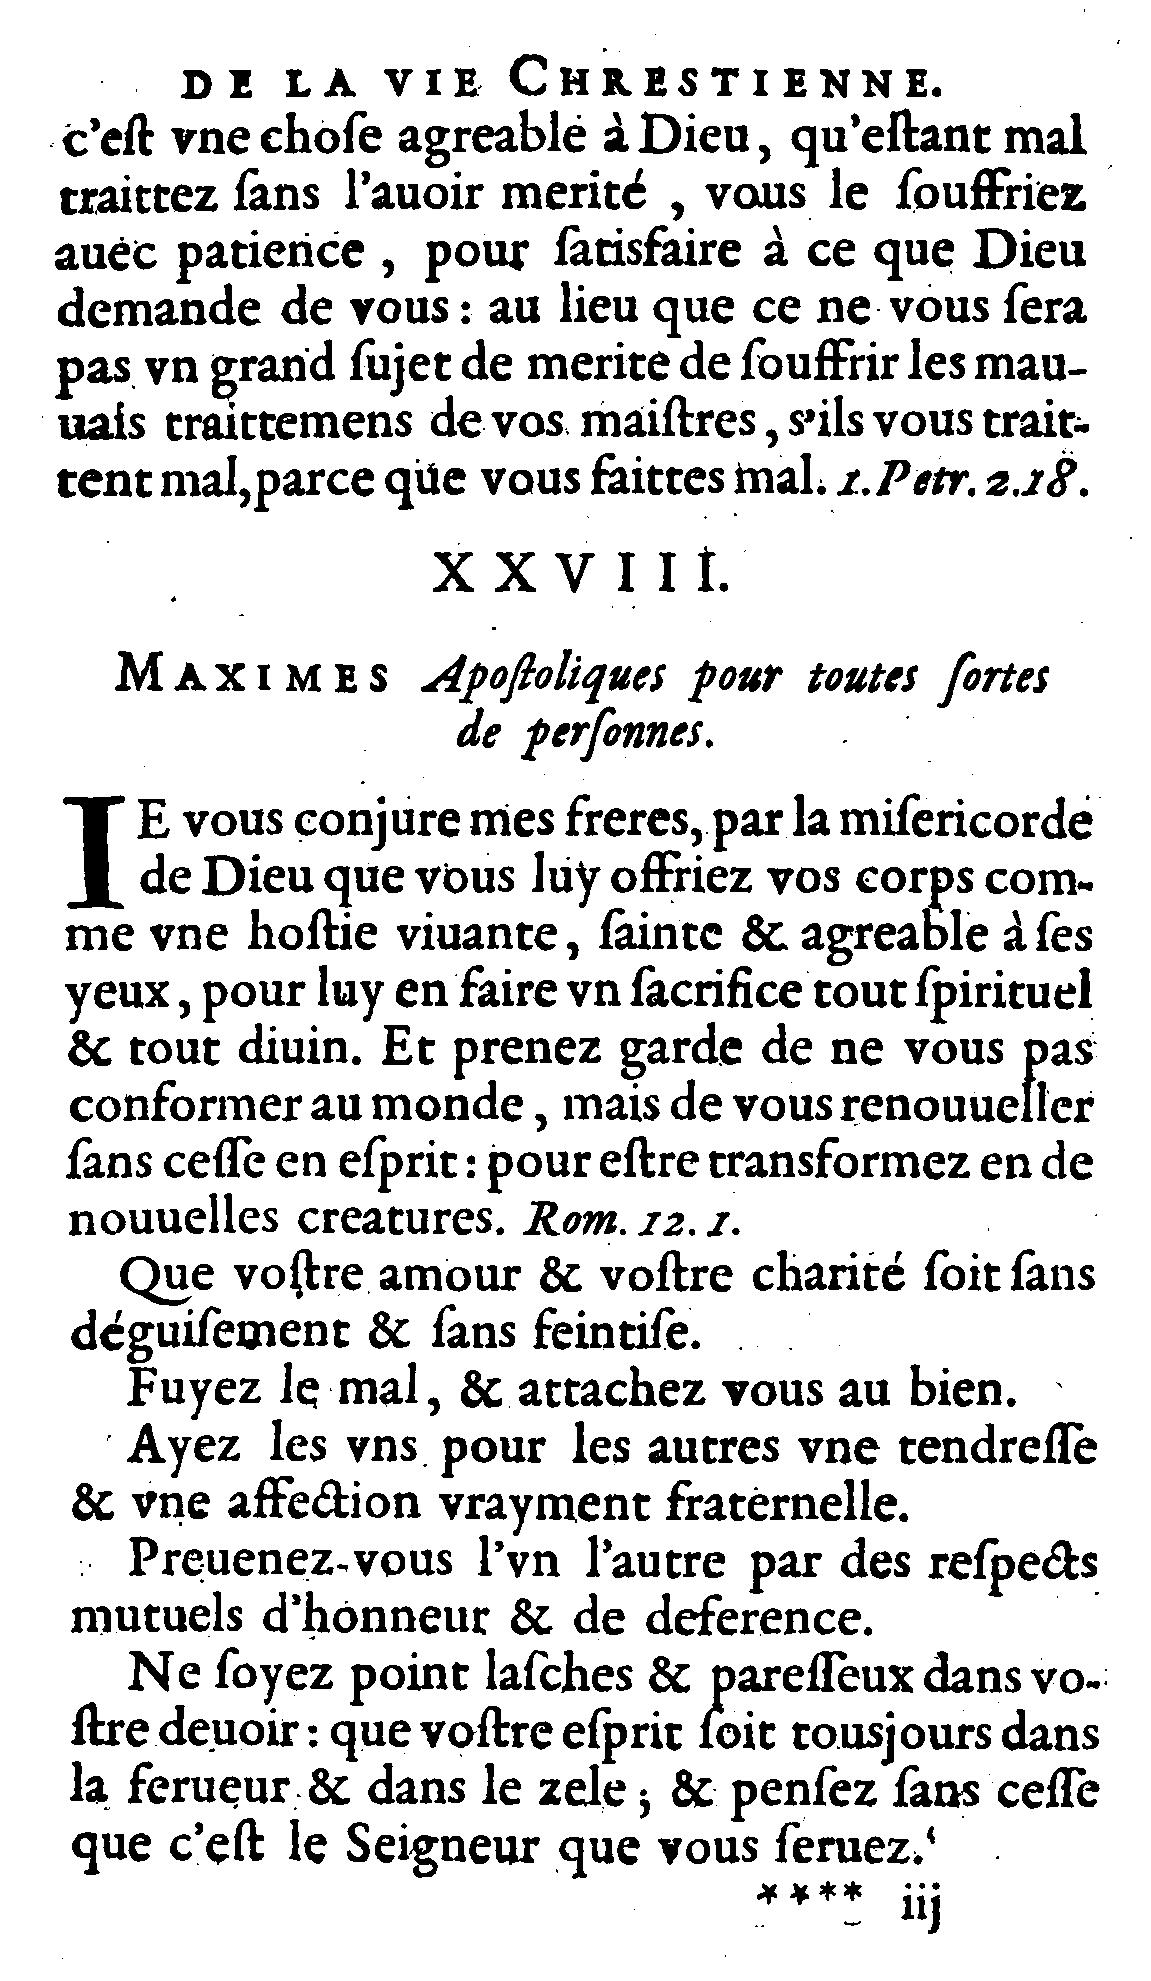 DE LA VIE CHRESTIENNE.
c'eſt vne choſe agreable à Dieu, qu'eſtant mal
traittez ſans l'auoir merité , vous le ſouffriez
auec patience , pour ſatisfaire à ce que Dieu
demande de vous : au lieu que ce ne vous ſera
pas vn grand ſujet de merite de ſouffrir les mau-
uais traittemens de vos maiſtres, s'ils vous trait-
tent mal, parce que vous faittes mal. 1. Petr. 2.18.
XXVIII.
MAXIMES Apoſtoliques pour toutes ſortes
de perſonnes.
IE vous conjure mes freres, par la miſericorde
de Dieu que vous luy offriez vos corps com-
me vne hoſtie viuante, ſainte & agreable à ſes
yeux, pour luy en faire vn ſacrifice tout ſpirituel
& tout diuin. Et prenez garde de ne vous pas
conformer au monde, mais de vous renouueller
ſans ceſſe en eſprit : pour eſtre transformez en de
nouuelles creatures. Rom. 12. 1.
Que voſtre amour & voſtre charité ſoit ſans
déguiſement & ſans feintiſe.
Fuyez le mal, & attachez vous au bien.
Ayez les vns pour les autres vne tendreſſe
& vne affection vrayment fraternelle.
Preuenez-vous l'vn l'autre par des reſpects
mutuels d'honneur & de deference.
Ne ſoyez point laſches & pareſſeux dans vo-
ſtre deuoir : que voſtre eſprit ſoit tousjours dans
la ferueur & dans le zele ; & penſez ſans ceſſe
que c'eſt le Seigneur que vous ſeruez.
**** iij